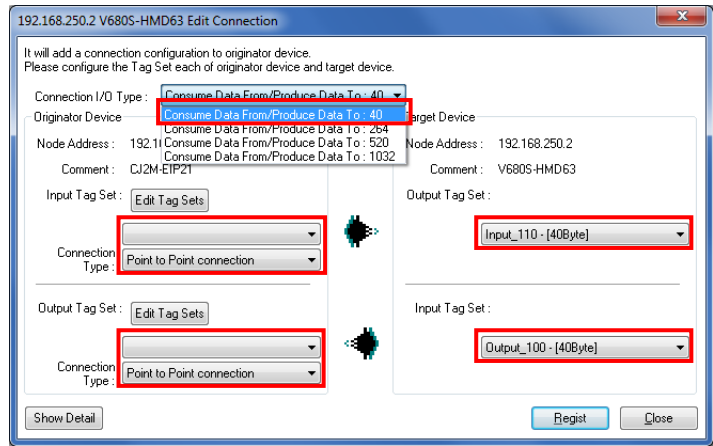 192.168.250.2 V680S-HMD63 Edit Connection
It will add a connection configuration to originator device.
Please configure the Tag Set each of originator device and target device.
Connection I/O Type : Consume Data From/Produce Data To : 40
Consume Data From/Produce Data To : 40
Consume Data From/Produce Data To : 264
Consume Data From/Produce Data To : 520
Consume Data From/Produce Data To : 1032
Originator Device
Target Device
Node Address : 192.1
Node Address : 192.168.250.2
Comment : CJ2M-EIP21
Comment : V680S-HMD63
Input Tag Set : Edit Tag Sets
Output Tag Set :
Input_110 - [40Byte]
Connection Type : Point to Point connection
Output Tag Set : Edit Tag Sets
Input Tag Set :
Output_100 - [40Byte]
Connection Type : Point to Point connection
Show Detail
Regist
Close